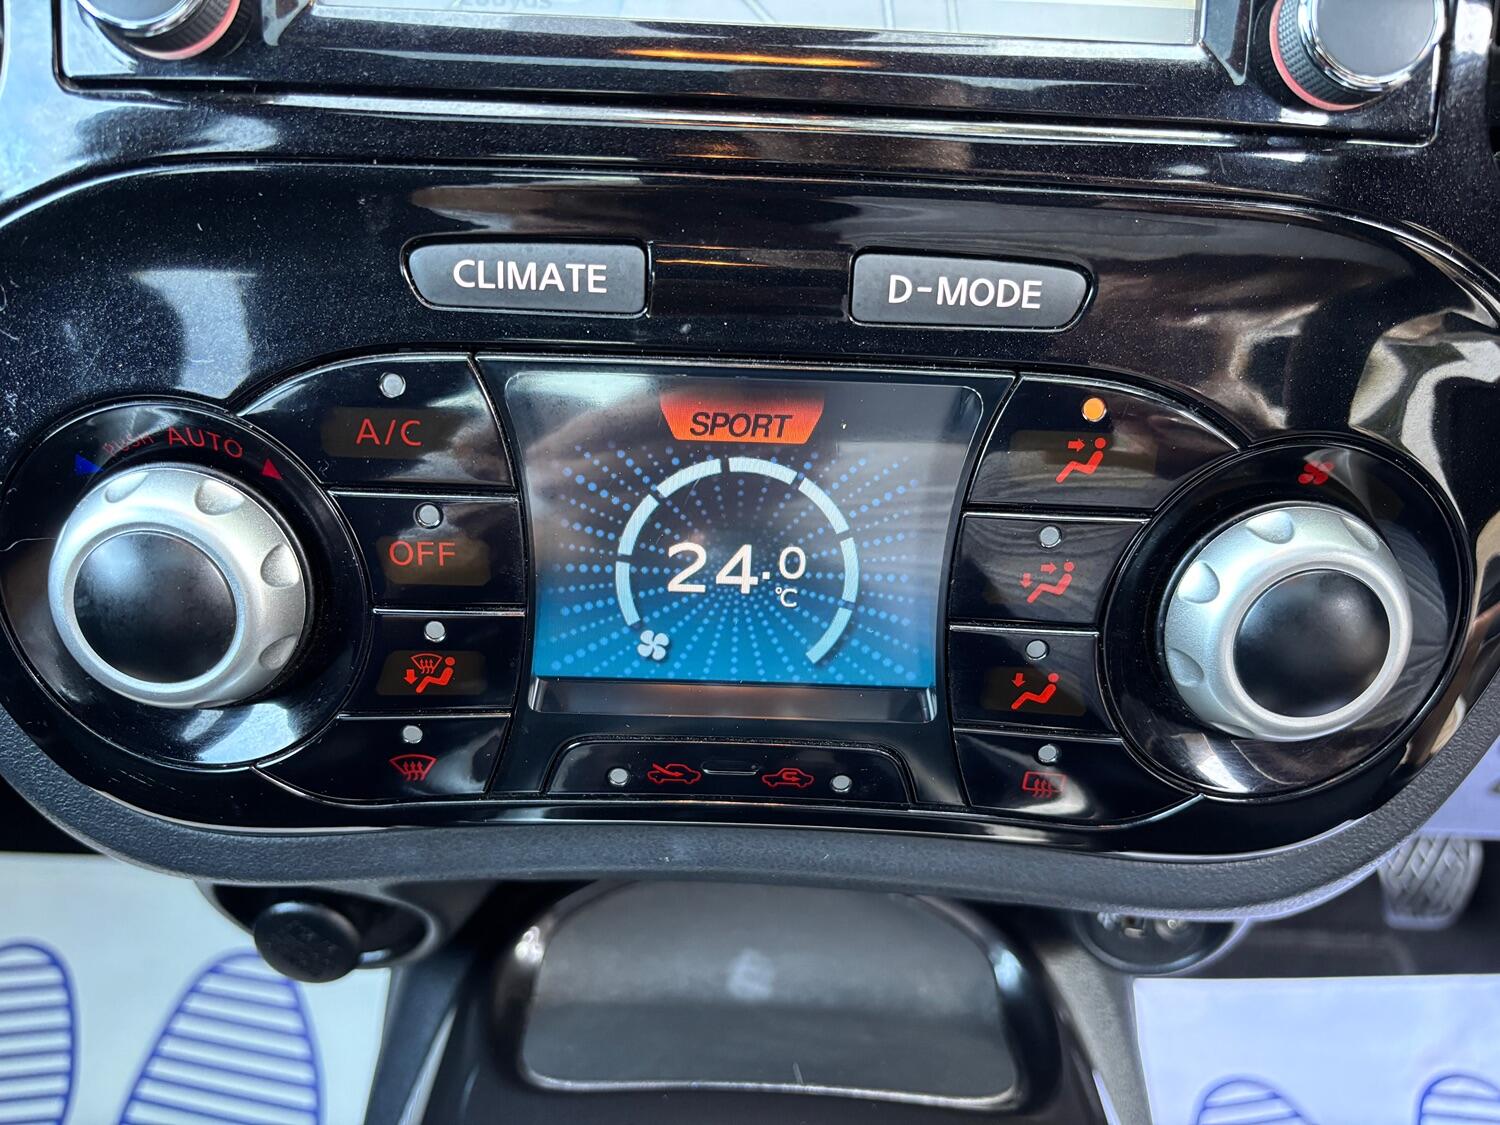 CLIMATE
D-MODE
SPORT
PUSH AUTO
A/C
OFF
24.0
°C